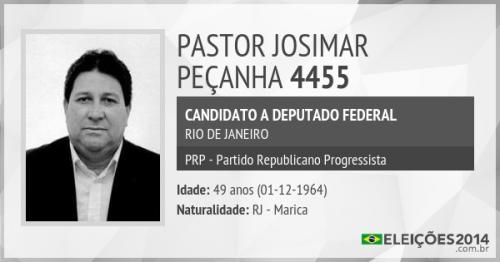 PASTOR JOSIMAR
PEÇANHA 4455
CANDIDATO A DEPUTADO FEDERAL
RIO DE JANEIRO
PRP - Partido Republicano Progressista
Idade: 49 anos (01-12-1964)
Naturalidade: RJ - Marica
ELEIÇÕES2014
.com.br